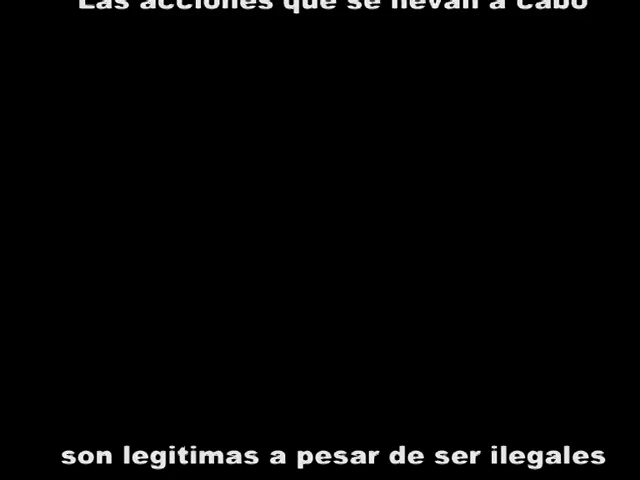 Las acciones que se llevan a cabo
son legitimas a pesar de ser ilegales